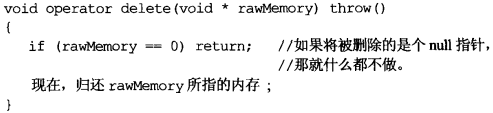 void operator delete(void * rawMemory) throw()
{
if (rawMemory == 0) return; //如果将被删除的是个 null 指针，
//那就什么都不做。
现在，归还 rawMemory 所指的内存 ;
}